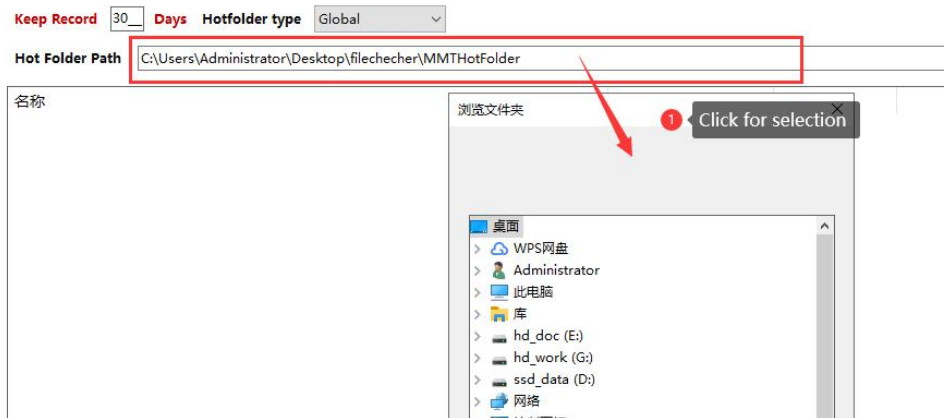 Keep Record 30__ Days Hotfolder type Global
Hot Folder Path C:\Users\Administrator\Desktop\filechecher\MMTHotFolder
名称
浏览文件夹
1 Click for selection
桌面
WPS网盘
Administrator
此电脑
库
hd_doc (E:)
hd_work (G:)
ssd_data (D:)
网络